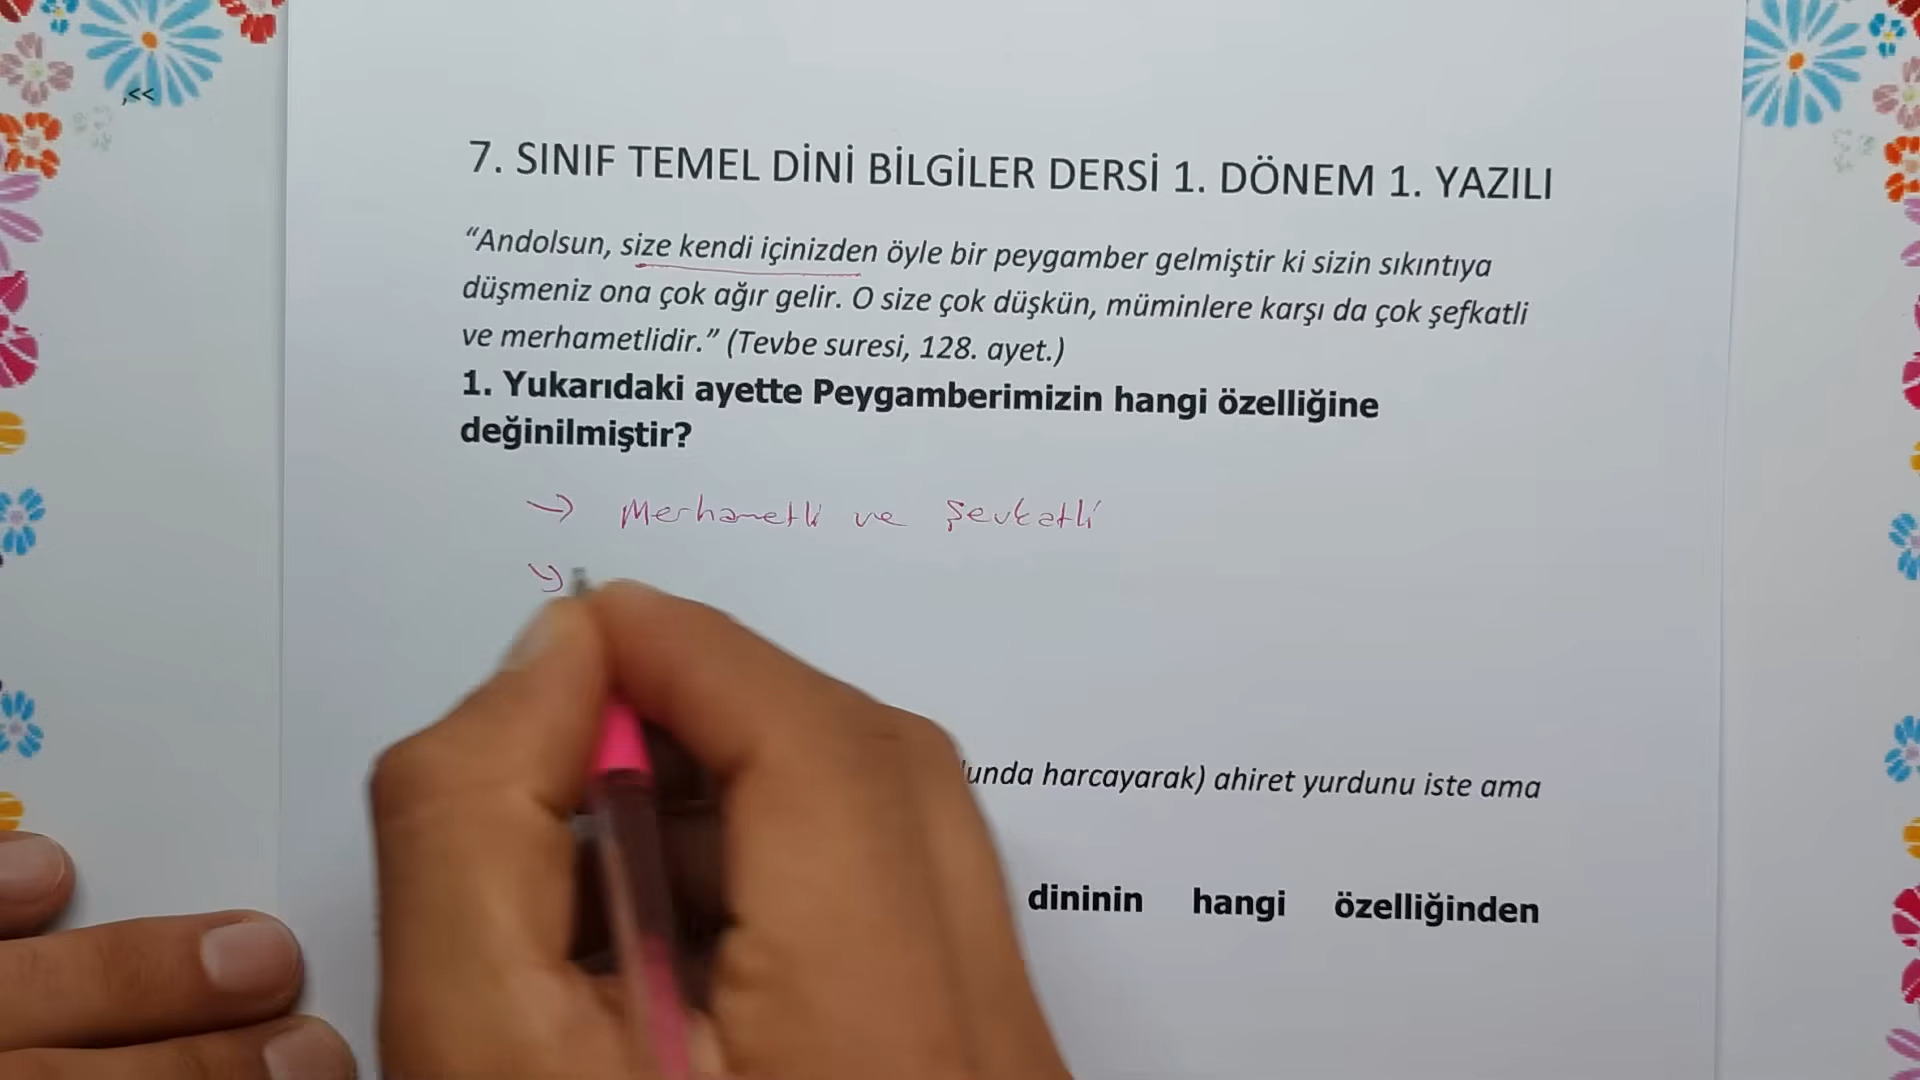 ,<<
7. SINIF TEMEL DİNİ BİLGİLER DERSİ 1. DÖNEM 1. YAZILI
“Andolsun, size kendi içinizden öyle bir peygamber gelmiştir ki sizin sıkıntıya
düşmeniz ona çok ağır gelir. O size çok düşkün, müminlere karşı da çok şefkatli
ve merhametlidir.” (Tevbe suresi, 128. ayet.)
1. Yukarıdaki ayette Peygamberimizin hangi özelliğine
değinilmiştir?
→ Merhametli ve Şevkatli
harcayarak) ahiret yurdunu iste ama
dininin hangi özelliğinden